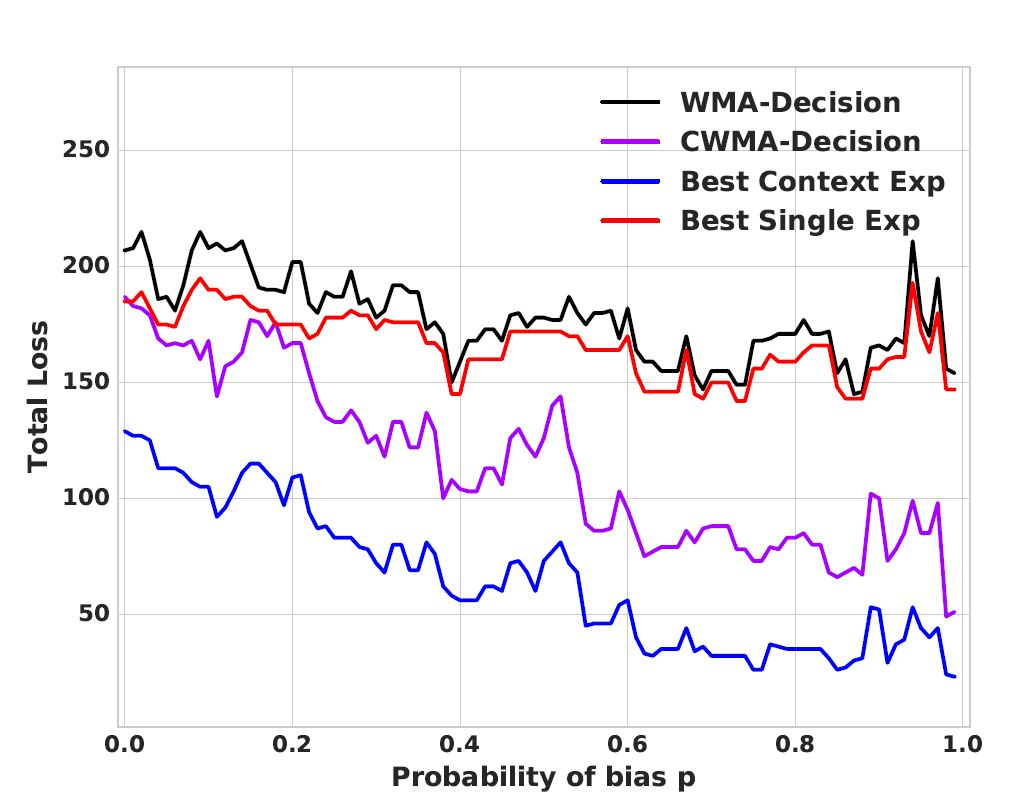 WMA-Decision
CWMA-Decision
Best Context Exp
Best Single Exp
250
200
150
100
50
Total Loss
0.0 0.2 0.4 0.6 0.8 1.0
Probability of bias p